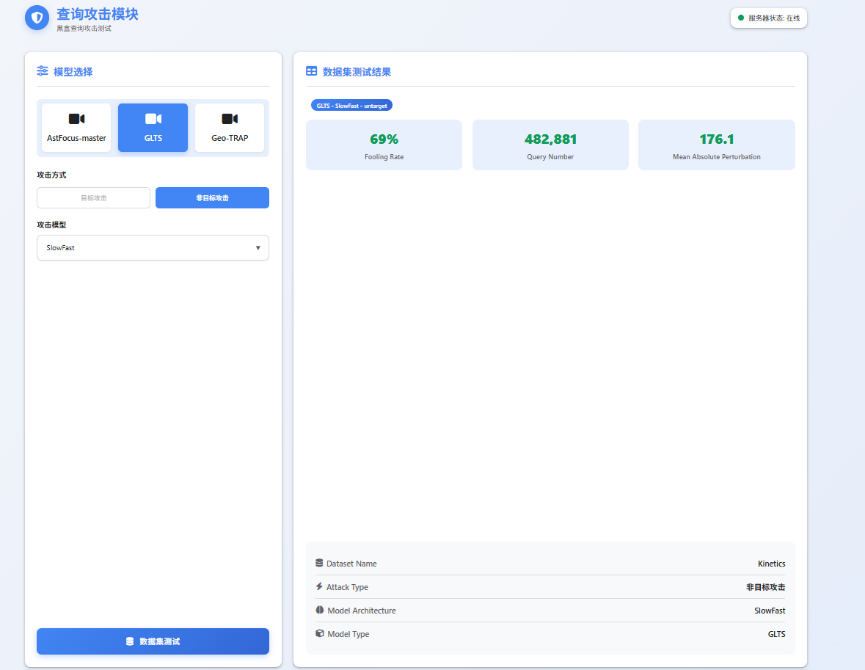 查询攻击模块
黑盒查询攻击测试
服务器状态: 在线
模型选择
AstFocus-master
GLTS
Geo-TRAP
攻击方式
目标攻击
非目标攻击
攻击模型
SlowFast
数据集测试
数据集测试结果
GLTS - SlowFast - untarget
69%
Fooling Rate
482,881
Query Number
176.1
Mean Absolute Perturbation
Dataset Name Kinetics
Attack Type 非目标攻击
Model Architecture SlowFast
Model Type GLTS